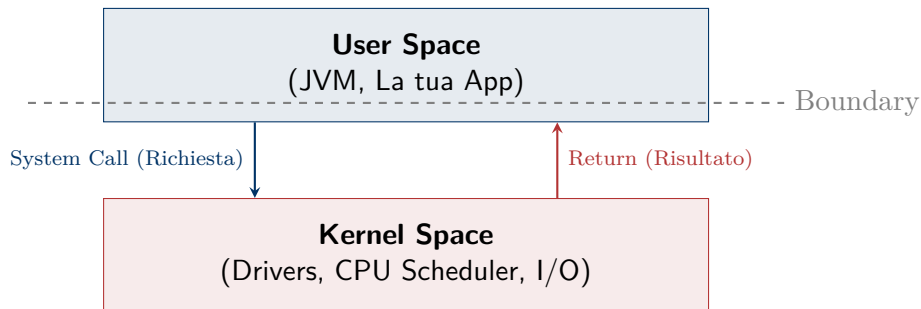 User Space
(JVM, La tua App)
Boundary
System Call (Richiesta)
Return (Risultato)
Kernel Space
(Drivers, CPU Scheduler, I/O)